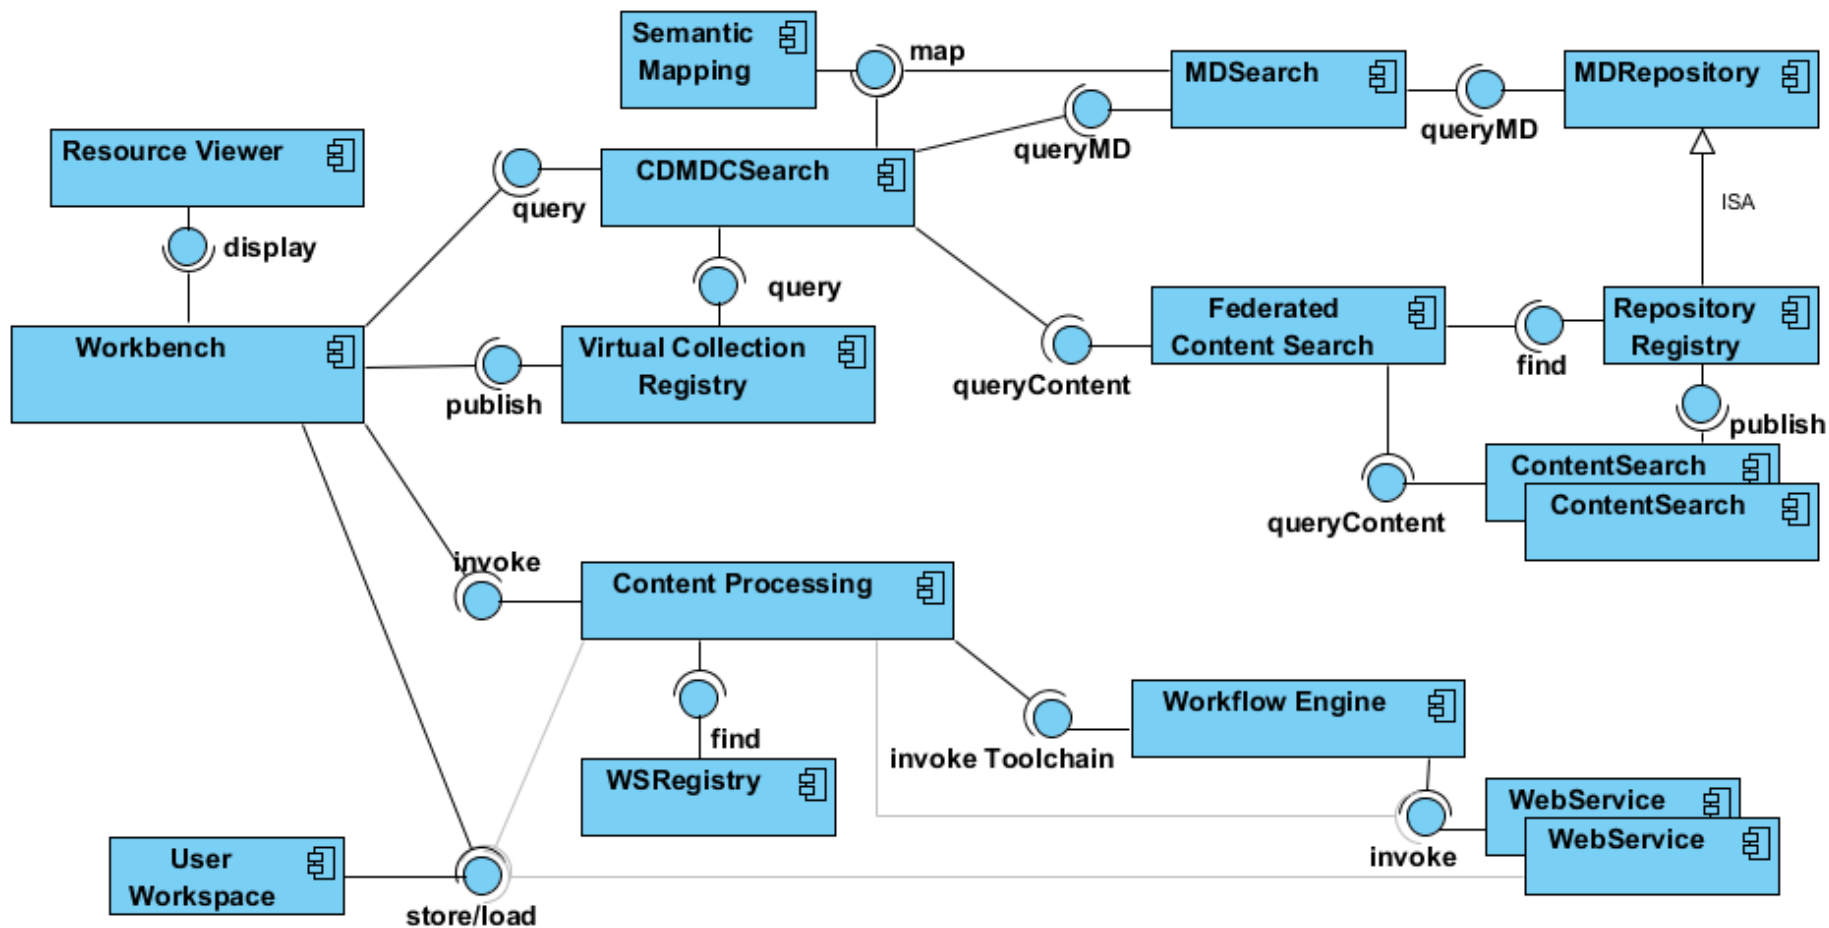 Semantic
Mapping
map
MDSearch
MDRepository
queryMD
queryMD
Resource Viewer
CDMDCSearch
query
ISA
display
query
Workbench
Virtual Collection
Registry
publish
queryContent
Federated
Content Search
find
Repository
Registry
publish
ContentSearch
ContentSearch
queryContent
invoke
Content Processing
find
WSRegistry
invoke Toolchain
Workflow Engine
WebService
WebService
invoke
User
Workspace
store/load